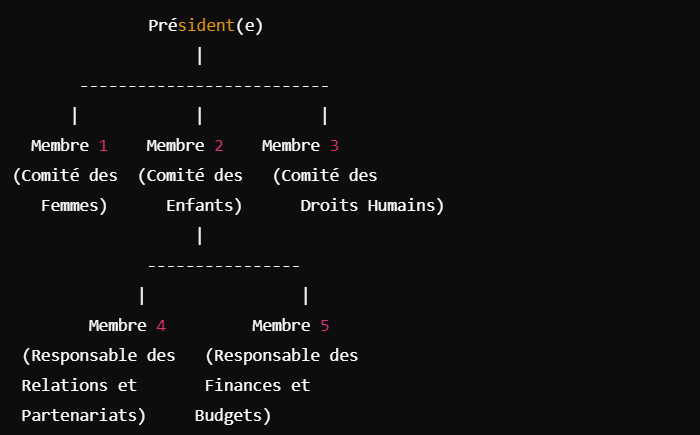 Président(e)
|
--------------------------
| | |
Membre 1 Membre 2 Membre 3
(Comité des (Comité des (Comité des
Femmes) Enfants) Droits Humains)
|
----------------
| |
Membre 4 Membre 5
(Responsable des (Responsable des
Relations et Finances et
Partenariats) Budgets)